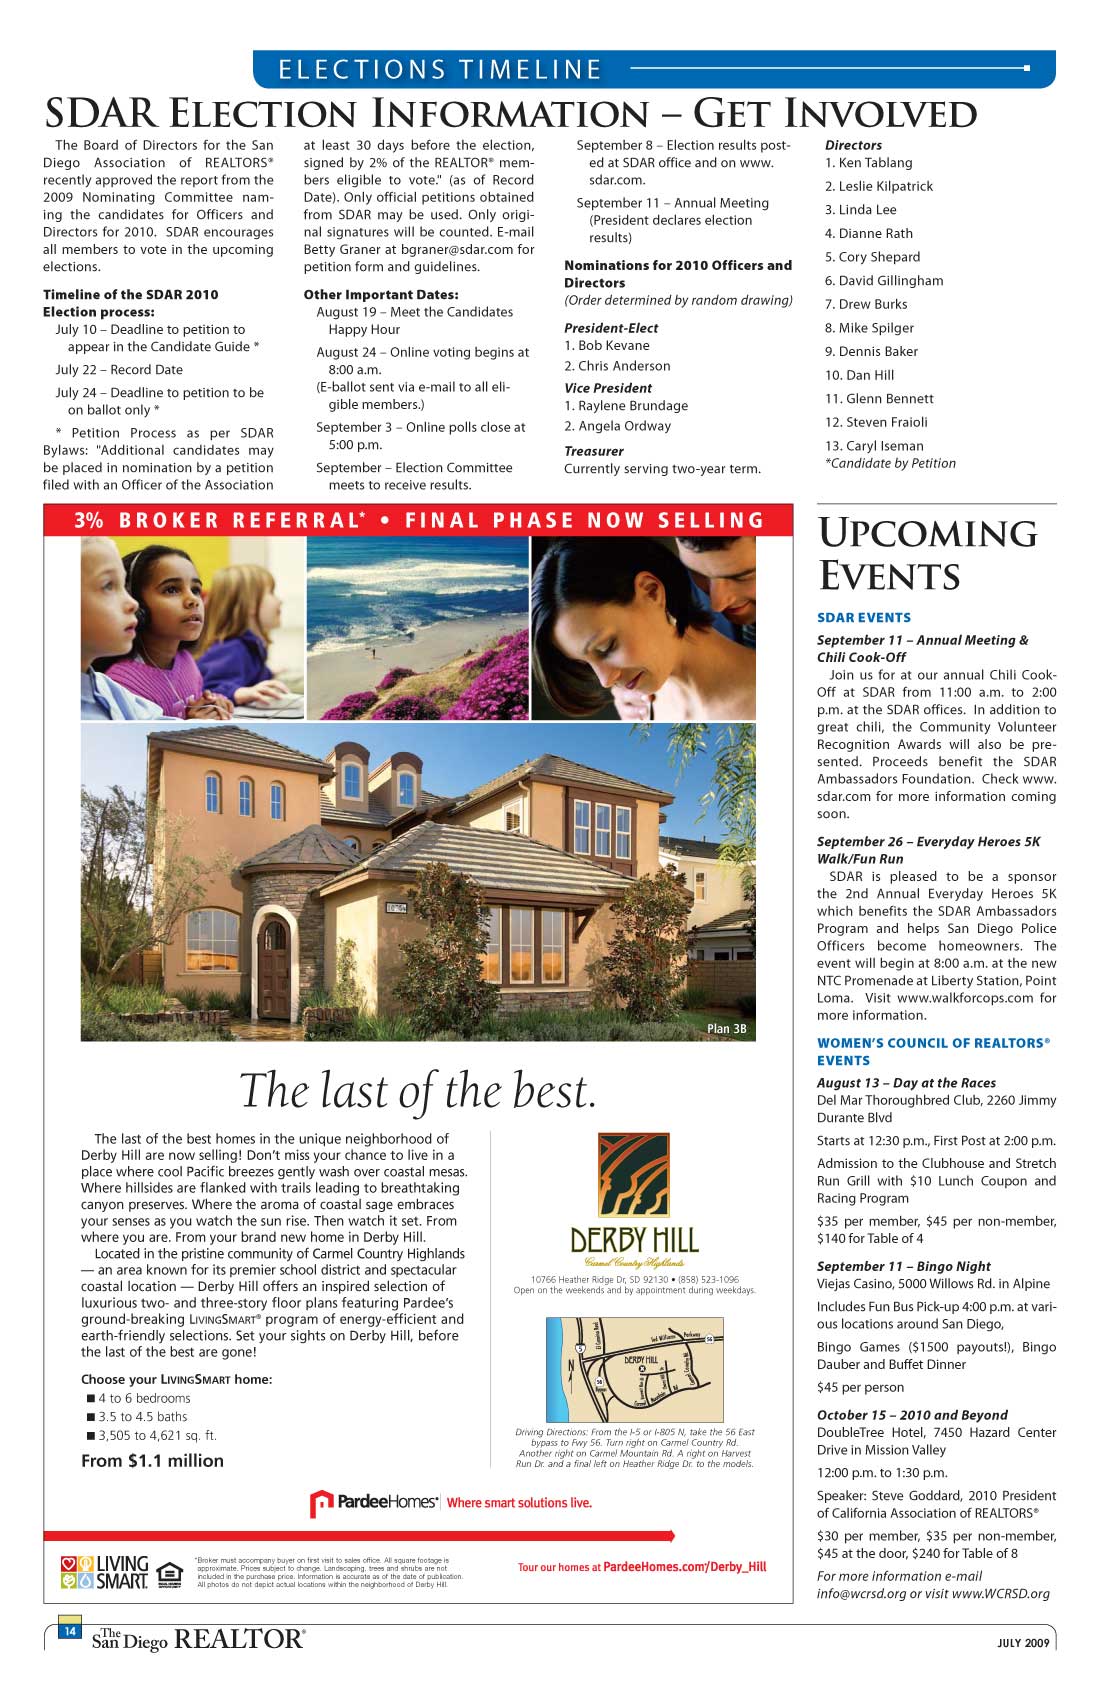 ELECTIONS TIMELINE
SDAR Election Information – Get Involved
The Board of Directors for the San
Diego Association of REALTORS®
recently approved the report from the
2009 Nominating Committee nam-
ing the candidates for Officers and
Directors for 2010. SDAR encourages
all members to vote in the upcoming
elections.
Timeline of the SDAR 2010
Election process:
July 10 – Deadline to petition to
appear in the Candidate Guide *
July 22 – Record Date
July 24 – Deadline to petition to be
on ballot only *
* Petition Process as per SDAR
Bylaws: "Additional candidates may
be placed in nomination by a petition
filed with an Officer of the Association
at least 30 days before the election,
signed by 2% of the REALTOR® mem-
bers eligible to vote." (as of Record
Date). Only official petitions obtained
from SDAR may be used. Only origi-
nal signatures will be counted. E-mail
Betty Graner at bgraner@sdar.com for
petition form and guidelines.
Other Important Dates:
August 19 – Meet the Candidates
Happy Hour
August 24 – Online voting begins at
8:00 a.m.
(E-ballot sent via e-mail to all eli-
gible members.)
September 3 – Online polls close at
5:00 p.m.
September – Election Committee
meets to receive results.
September 8 – Election results post-
ed at SDAR office and on www.
sdar.com.
September 11 – Annual Meeting
(President declares election
results)
Nominations for 2010 Officers and
Directors
(Order determined by random drawing)
President-Elect
1. Bob Kevane
2. Chris Anderson
Vice President
1. Raylene Brundage
2. Angela Ordway
Treasurer
Currently serving two-year term.
Directors
1. Ken Tablang
2. Leslie Kilpatrick
3. Linda Lee
4. Dianne Rath
5. Cory Shepard
6. David Gillingham
7. Drew Burks
8. Mike Spilger
9. Dennis Baker
10. Dan Hill
11. Glenn Bennett
12. Steven Fraioli
13. Caryl Iseman
*Candidate by Petition
3% BROKER REFERRAL* • FINAL PHASE NOW SELLING
Plan 3B
The last of the best.
The last of the best homes in the unique neighborhood of
Derby Hill are now selling! Don't miss your chance to live in a
place where cool Pacific breezes gently wash over coastal mesas.
Where hillsides are flanked with trails leading to breathtaking
canyon preserves. Where the aroma of coastal sage embraces
your senses as you watch the sun rise. Then watch it set. From
where you are. From your brand new home in Derby Hill.
Located in the pristine community of Carmel Country Highlands
— an area known for its premier school district and spectacular
coastal location — Derby Hill offers an inspired selection of
luxurious two- and three-story floor plans featuring Pardee's
ground-breaking LivingSmart® program of energy-efficient and
earth-friendly selections. Set your sights on Derby Hill, before
the last of the best are gone!
Choose your LivingSmart home:
■ 4 to 6 bedrooms
■ 3.5 to 4.5 baths
■ 3,505 to 4,621 sq. ft.
From $1.1 million
DERBY HILL
Carmel Country Highlands
10766 Heather Ridge Dr, SD 92130 • (858) 523-1096
Open on the weekends and by appointment during weekdays.
DERBY HILL
5
56
56
N
Driving Directions: From the I-5 or I-805 N, take the 56 East
bypass to Fwy 56. Turn right on Carmel Country Rd.
Another right on Carmel Mountain Rd. A right on Harvest
Run Dr. and a final left on Heather Ridge Dr. to the models.
PardeeHomes® Where smart solutions live.
LIVING
SMART.
*Broker must accompany buyer on first visit to sales office. All square footage is
approximate. Prices subject to change. Landscaping, trees and shrubs are not
included in the purchase price. Information is accurate as of the date of publication.
All photos do not depict actual locations within the neighborhood of Derby Hill.
Tour our homes at PardeeHomes.com/Derby_Hill
Upcoming
Events
SDAR EVENTS
September 11 – Annual Meeting &
Chili Cook-Off
Join us for at our annual Chili Cook-
Off at SDAR from 11:00 a.m. to 2:00
p.m. at the SDAR offices. In addition to
great chili, the Community Volunteer
Recognition Awards will also be pre-
sented. Proceeds benefit the SDAR
Ambassadors Foundation. Check www.
sdar.com for more information coming
soon.
September 26 – Everyday Heroes 5K
Walk/Fun Run
SDAR is pleased to be a sponsor
the 2nd Annual Everyday Heroes 5K
which benefits the SDAR Ambassadors
Program and helps San Diego Police
Officers become homeowners. The
event will begin at 8:00 a.m. at the new
NTC Promenade at Liberty Station, Point
Loma. Visit www.walkforcops.com for
more information.
WOMEN'S COUNCIL OF REALTORS®
EVENTS
August 13 – Day at the Races
Del Mar Thoroughbred Club, 2260 Jimmy
Durante Blvd
Starts at 12:30 p.m., First Post at 2:00 p.m.
Admission to the Clubhouse and Stretch
Run Grill with $10 Lunch Coupon and
Racing Program
$35 per member, $45 per non-member,
$140 for Table of 4
September 11 – Bingo Night
Viejas Casino, 5000 Willows Rd. in Alpine
Includes Fun Bus Pick-up 4:00 p.m. at vari-
ous locations around San Diego,
Bingo Games ($1500 payouts!), Bingo
Dauber and Buffet Dinner
$45 per person
October 15 – 2010 and Beyond
DoubleTree Hotel, 7450 Hazard Center
Drive in Mission Valley
12:00 p.m. to 1:30 p.m.
Speaker: Steve Goddard, 2010 President
of California Association of REALTORS®
$30 per member, $35 per non-member,
$45 at the door, $240 for Table of 8
For more information e-mail
info@wcrsd.org or visit www.WCRSD.org
14
The San Diego REALTOR®
JULY 2009